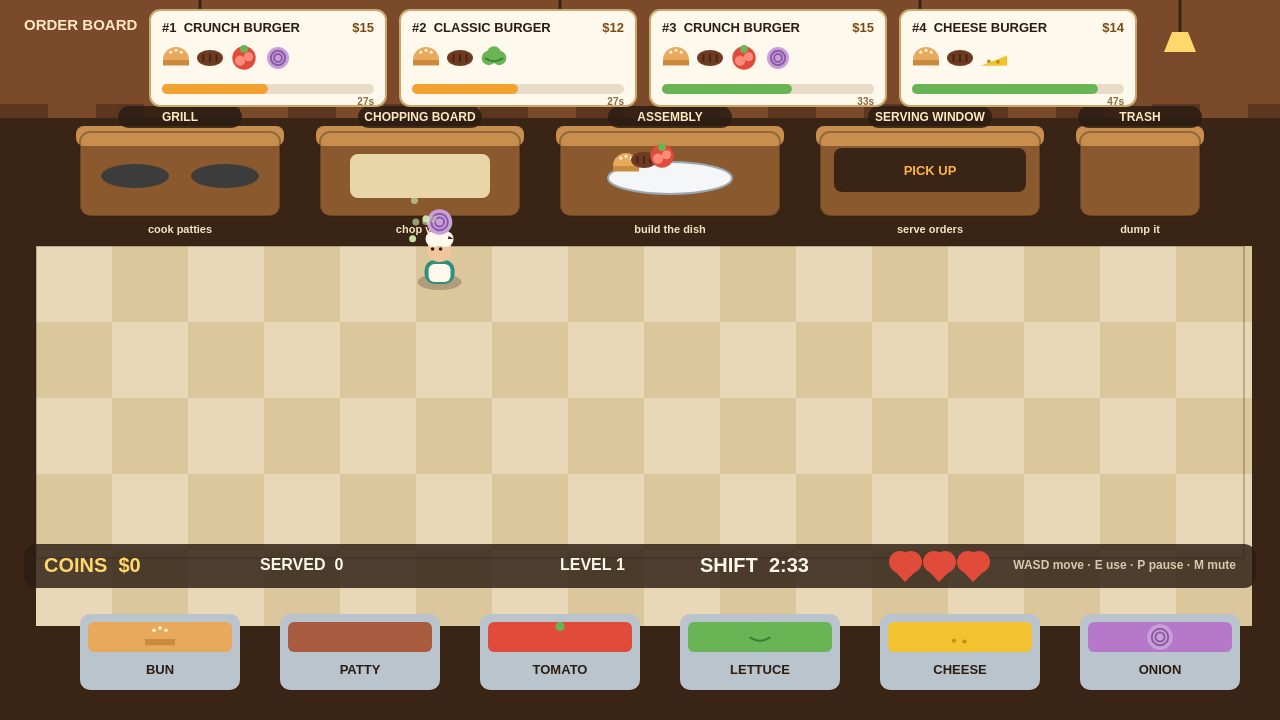 ORDER BOARD
#1 CRUNCH BURGER $15
27s
#2 CLASSIC BURGER $12
27s
#3 CRUNCH BURGER $15
33s
#4 CHEESE BURGER $14
47s
GRILL
CHOPPING BOARD
ASSEMBLY
SERVING WINDOW
TRASH
PICK UP
cook patties
chop
build the dish
serve orders
dump it
COINS $0
SERVED 0
LEVEL 1
SHIFT 2:33
WASD move · E use · P pause · M mute
BUN
PATTY
TOMATO
LETTUCE
CHEESE
ONION